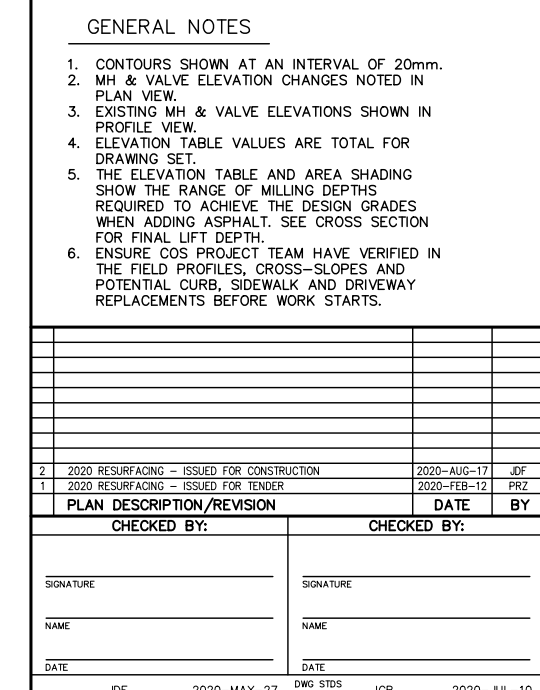 GENERAL NOTES
1. CONTOURS SHOWN AT AN INTERVAL OF 20mm.
2. MH & VALVE ELEVATION CHANGES NOTED IN
PLAN VIEW.
3. EXISTING MH & VALVE ELEVATIONS SHOWN IN
PROFILE VIEW.
4. ELEVATION TABLE VALUES ARE TOTAL FOR
DRAWING SET.
5. THE ELEVATION TABLE AND AREA SHADING
SHOW THE RANGE OF MILLING DEPTHS
REQUIRED TO ACHIEVE THE DESIGN GRADES
WHEN ADDING ASPHALT. SEE CROSS SECTION
FOR FINAL LIFT DEPTH.
6. ENSURE COS PROJECT TEAM HAVE VERIFIED IN
THE FIELD PROFILES, CROSS-SLOPES AND
POTENTIAL CURB, SIDEWALK AND DRIVEWAY
REPLACEMENTS BEFORE WORK STARTS.
2 2020 RESURFACING - ISSUED FOR CONSTRUCTION 2020-AUG-17 JDF
1 2020 RESURFACING - ISSUED FOR TENDER 2020-FEB-12 PRZ
PLAN DESCRIPTION/REVISION DATE BY
CHECKED BY: CHECKED BY:
SIGNATURE SIGNATURE
NAME NAME
DATE DATE
DWG STDS